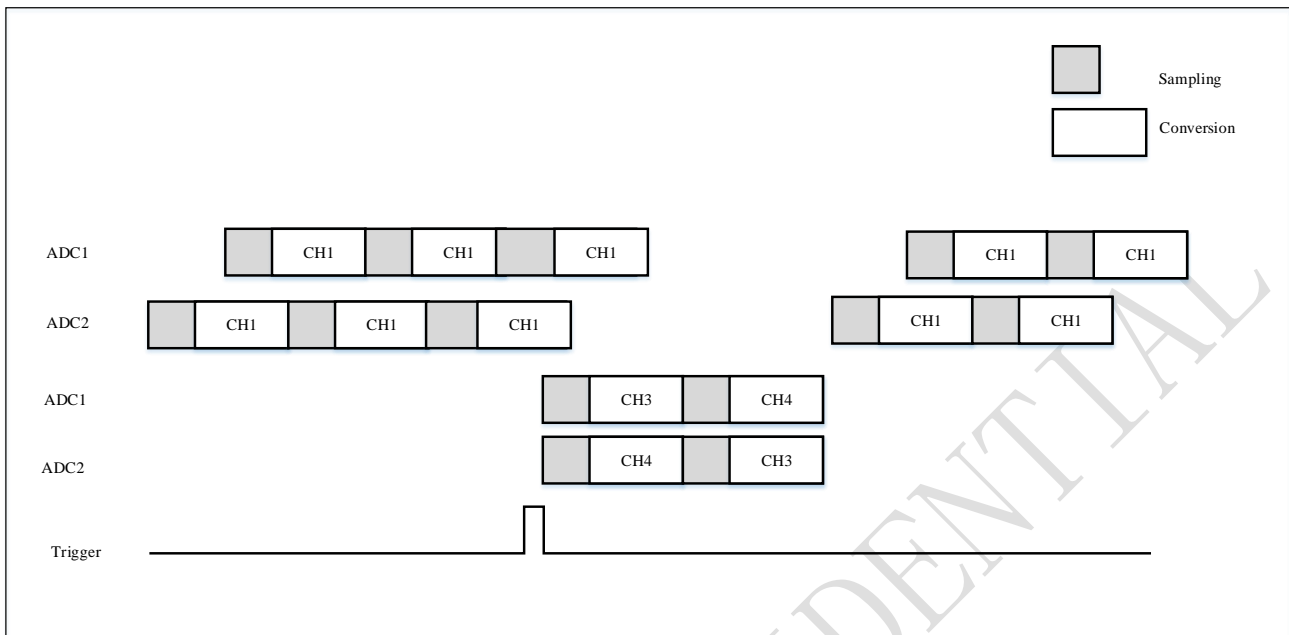 Sampling
Conversion
ADC1 CH1 CH1 CH1 CH1 CH1
ADC2 CH1 CH1 CH1 CH1 CH1
ADC1 CH3 CH4
ADC2 CH4 CH3
Trigger
DENTIAL